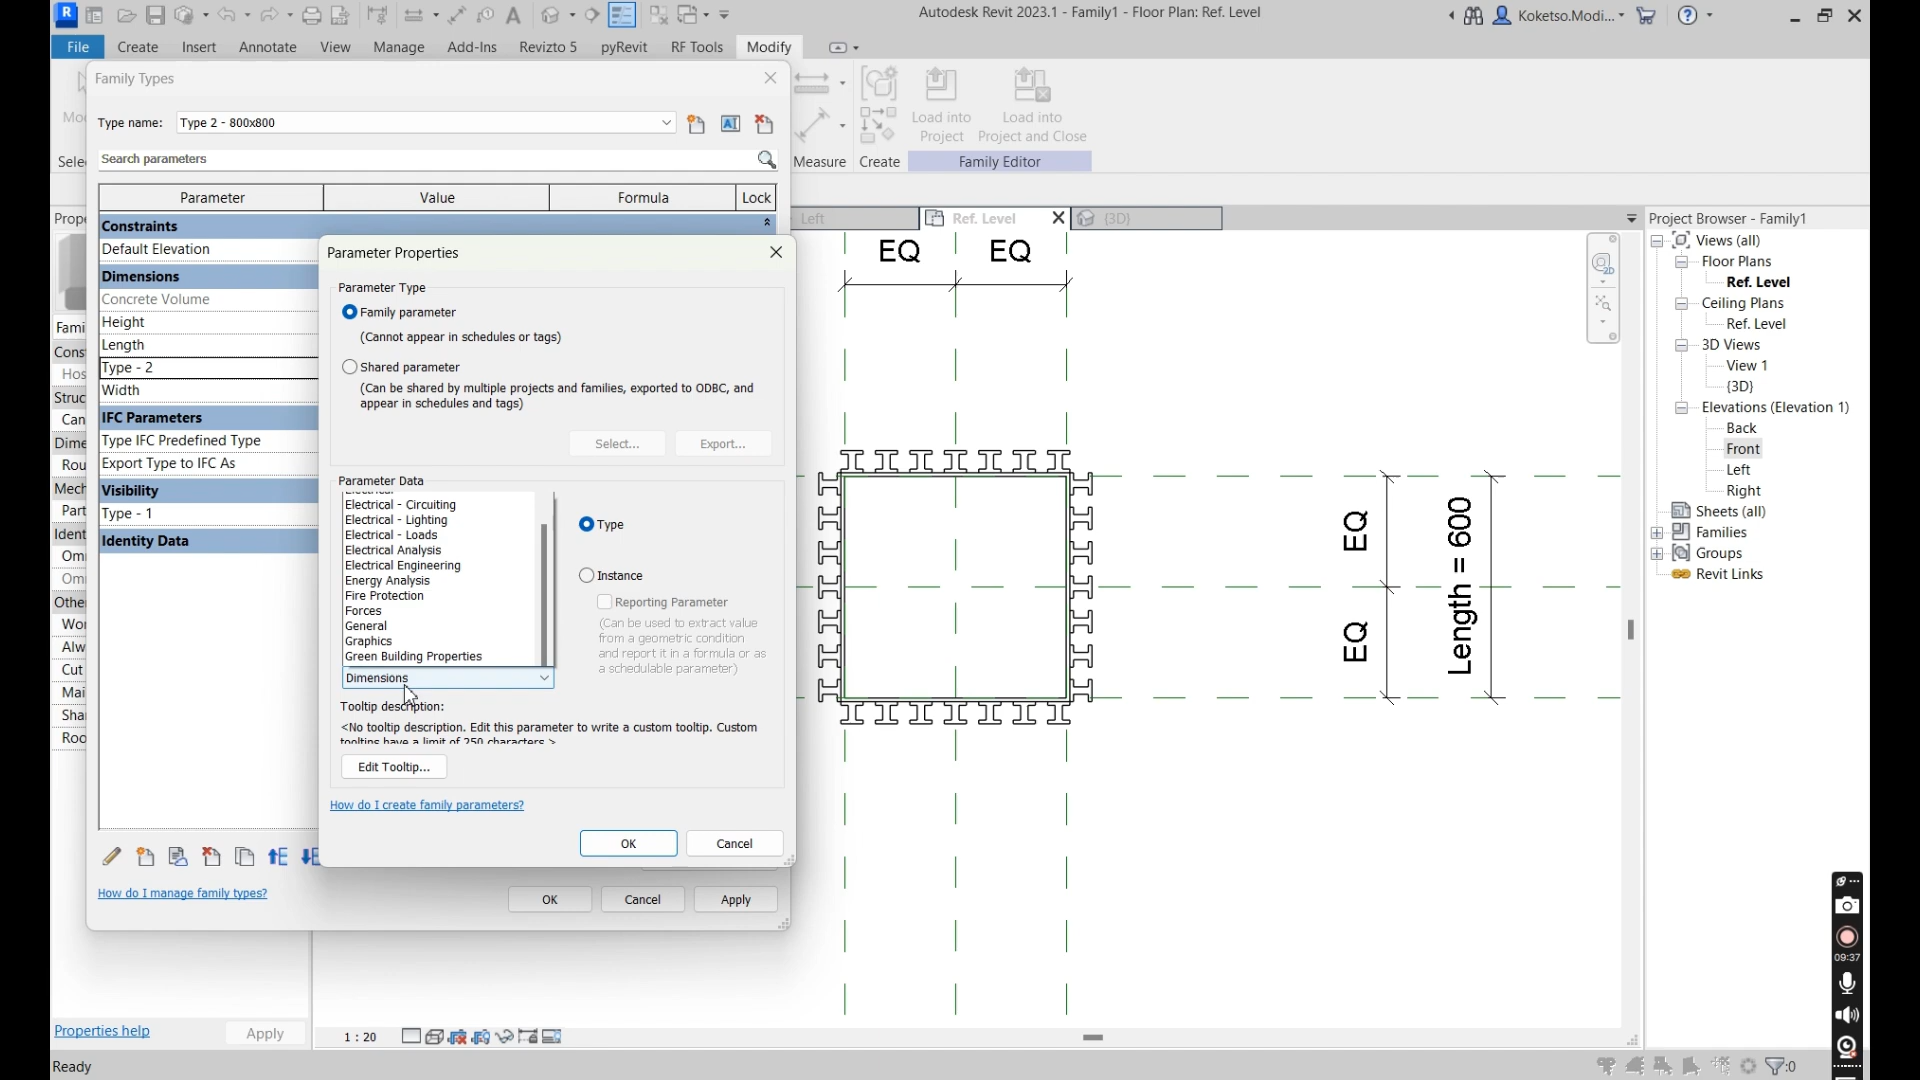 Autodesk Revit 2023.1 - Family1 - Floor Plan: Ref. Level
Koketso.Modi...
File Create Insert Annotate View Manage Add-Ins Revizto 5 pyRevit RF Tools Modify
Family Types
Type name: Type 2 - 800x800
Search parameters
Parameter Value Formula Lock
Constraints
Default Elevation
Dimensions
Concrete Volume
Height
Length
Type - 2
Width
IFC Parameters
Type IFC Predefined Type
Export Type to IFC As
Visibility
Type - 1
Identity Data
How do I manage family types?
OK Cancel Apply
Parameter Properties
Parameter Type
Family parameter
(Cannot appear in schedules or tags)
Shared parameter
(Can be shared by multiple projects and families, exported to ODBC, and
appear in schedules and tags)
Select... Export...
Parameter Data
Electrical - Circuiting
Electrical - Lighting
Electrical - Loads
Electrical Analysis
Electrical Engineering
Energy Analysis
Fire Protection
Forces
General
Graphics
Green Building Properties
Dimensions
Type
Instance
Reporting Parameter
(Can be used to extract value
from a geometric condition
and report it in a formula or as
a schedulable parameter)
Tooltip description:
<No tooltip description. Edit this parameter to write a custom tooltip. Custom
tooltips have a limit of 250 characters.>
Edit Tooltip...
How do I create family parameters?
OK Cancel
Load into
Project
Load into
Project and Close
Measure Create Family Editor
Left Ref. Level {3D}
EQ EQ
EQ
EQ
Length = 600
2D
Project Browser - Family1
Views (all)
Floor Plans
Ref. Level
Ceiling Plans
Ref. Level
3D Views
View 1
{3D}
Elevations (Elevation 1)
Back
Front
Left
Right
Sheets (all)
Families
Groups
Revit Links
09:37
Properties help Apply
1 : 20
Ready
:0